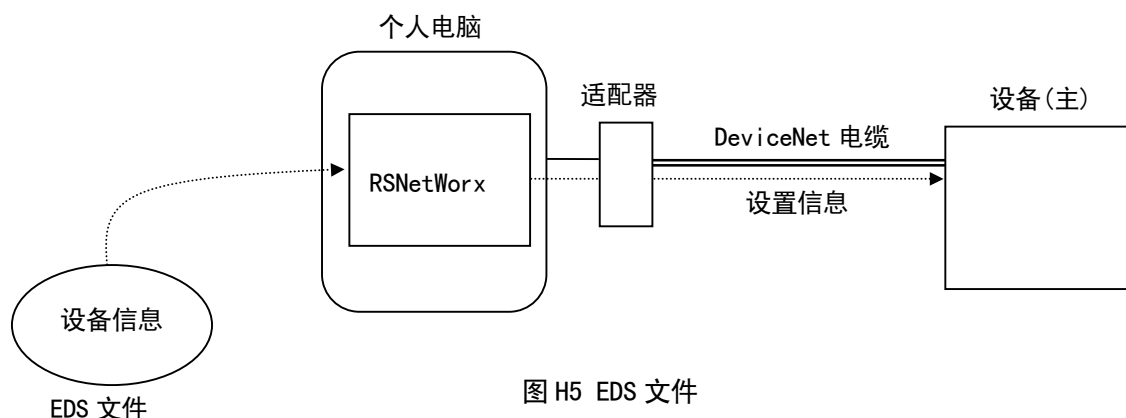 个人电脑
适配器
设备(主)
DeviceNet 电缆
RSNetWorx
设置信息
设备信息
图 H5 EDS 文件
EDS 文件